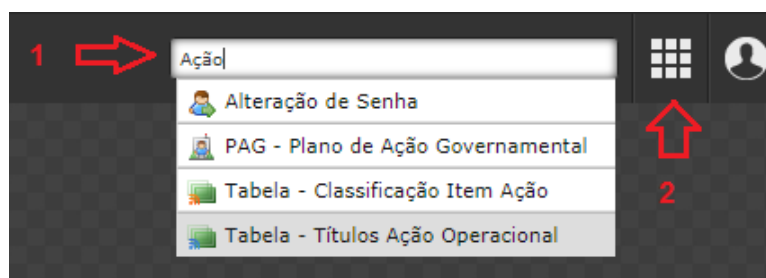 1
Ação
Alteração de Senha
PAG - Plano de Ação Governamental
Tabela - Classificação Item Ação
Tabela - Títulos Ação Operacional
2